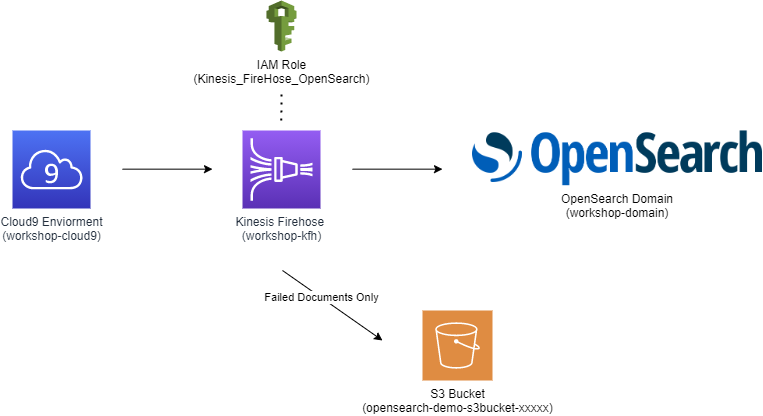 IAM Role
(Kinesis_FireHose_OpenSearch)
9
OpenSearch
Cloud9 Enviorment
(workshop-cloud9)
Kinesis Firehose
(workshop-kfh)
OpenSearch Domain
(workshop-domain)
Failed Documents Only
S3 Bucket
(opensearch-demo-s3bucket-xxxxx)